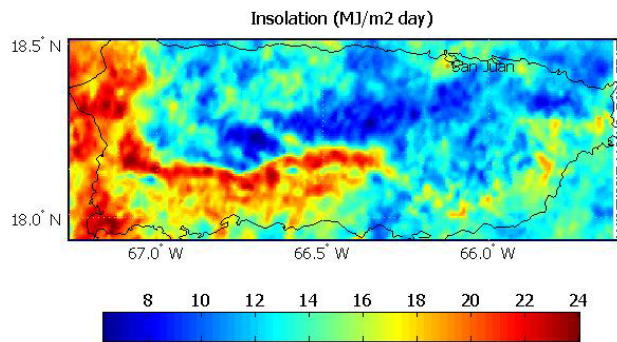 Insolation (MJ/m2 day)
18.5° N
San Juan
18.0° N
67.0° W 66.5° W 66.0° W
8 10 12 14 16 18 20 22 24